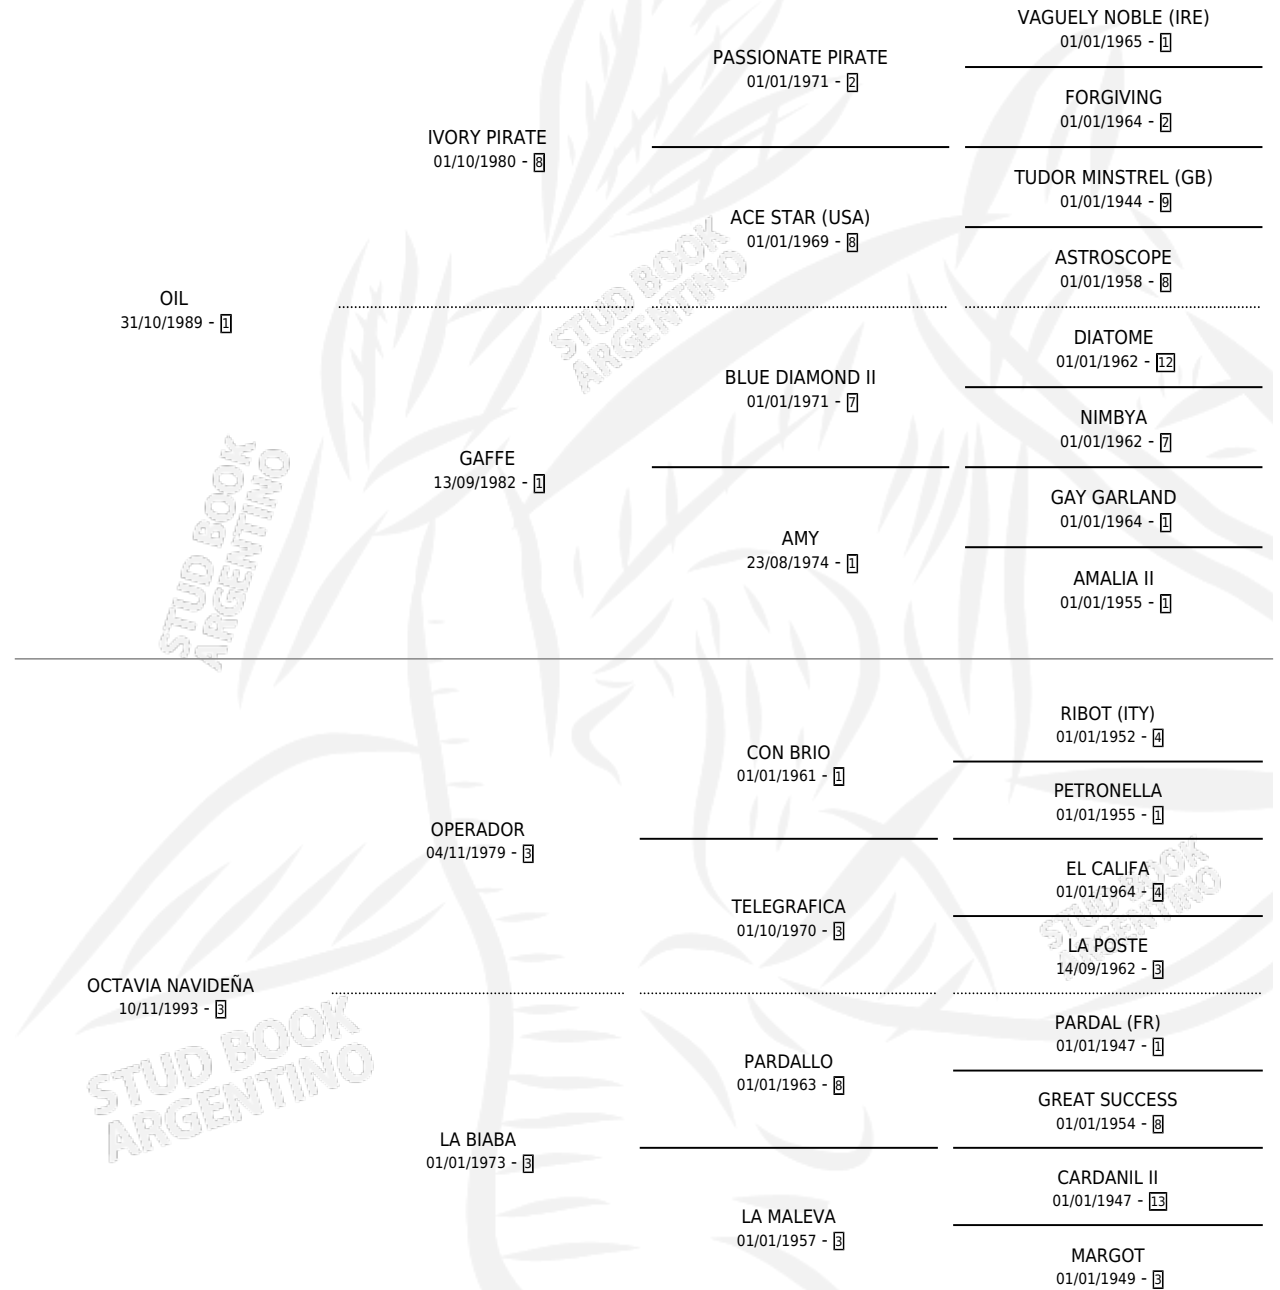 VAGUELY NOBLE (IRE)
01/01/1965 - 1
PASSIONATE PIRATE
01/01/1971 - 2
FORGIVING
01/01/1964 - 2
IVORY PIRATE
01/10/1980 - 8
TUDOR MINSTREL (GB)
01/01/1944 - 9
ACE STAR (USA)
01/01/1969 - 8
ASTROSCOPE
01/01/1958 - 8
OIL
31/10/1989 - 1
DIATOME
01/01/1962 - 12
BLUE DIAMOND II
01/01/1971 - 7
NIMBYA
01/01/1962 - 7
GAFFE
13/09/1982 - 1
GAY GARLAND
01/01/1964 - 1
AMY
23/08/1974 - 1
AMALIA II
01/01/1955 - 1
RIBOT (ITY)
01/01/1952 - 4
CON BRIO
01/01/1961 - 1
PETRONELLA
01/01/1955 - 1
OPERADOR
04/11/1979 - 3
EL CALIFA
01/01/1964 - 4
TELEGRAFICA
01/10/1970 - 3
LA POSTE
14/09/1962 - 3
OCTAVIA NAVIDEÑA
10/11/1993 - 3
PARDAL (FR)
01/01/1947 - 1
PARDALLO
01/01/1963 - 8
GREAT SUCCESS
01/01/1954 - 8
LA BIABA
01/01/1973 - 3
CARDANIL II
01/01/1947 - 13
LA MALEVA
01/01/1957 - 3
MARGOT
01/01/1949 - 3
STUD BOOK
ARGENTINO
STUD BOOK
ARGENTINO
STUD BOOK
ARGENTINO
STUD BOOK
ARGENTINO